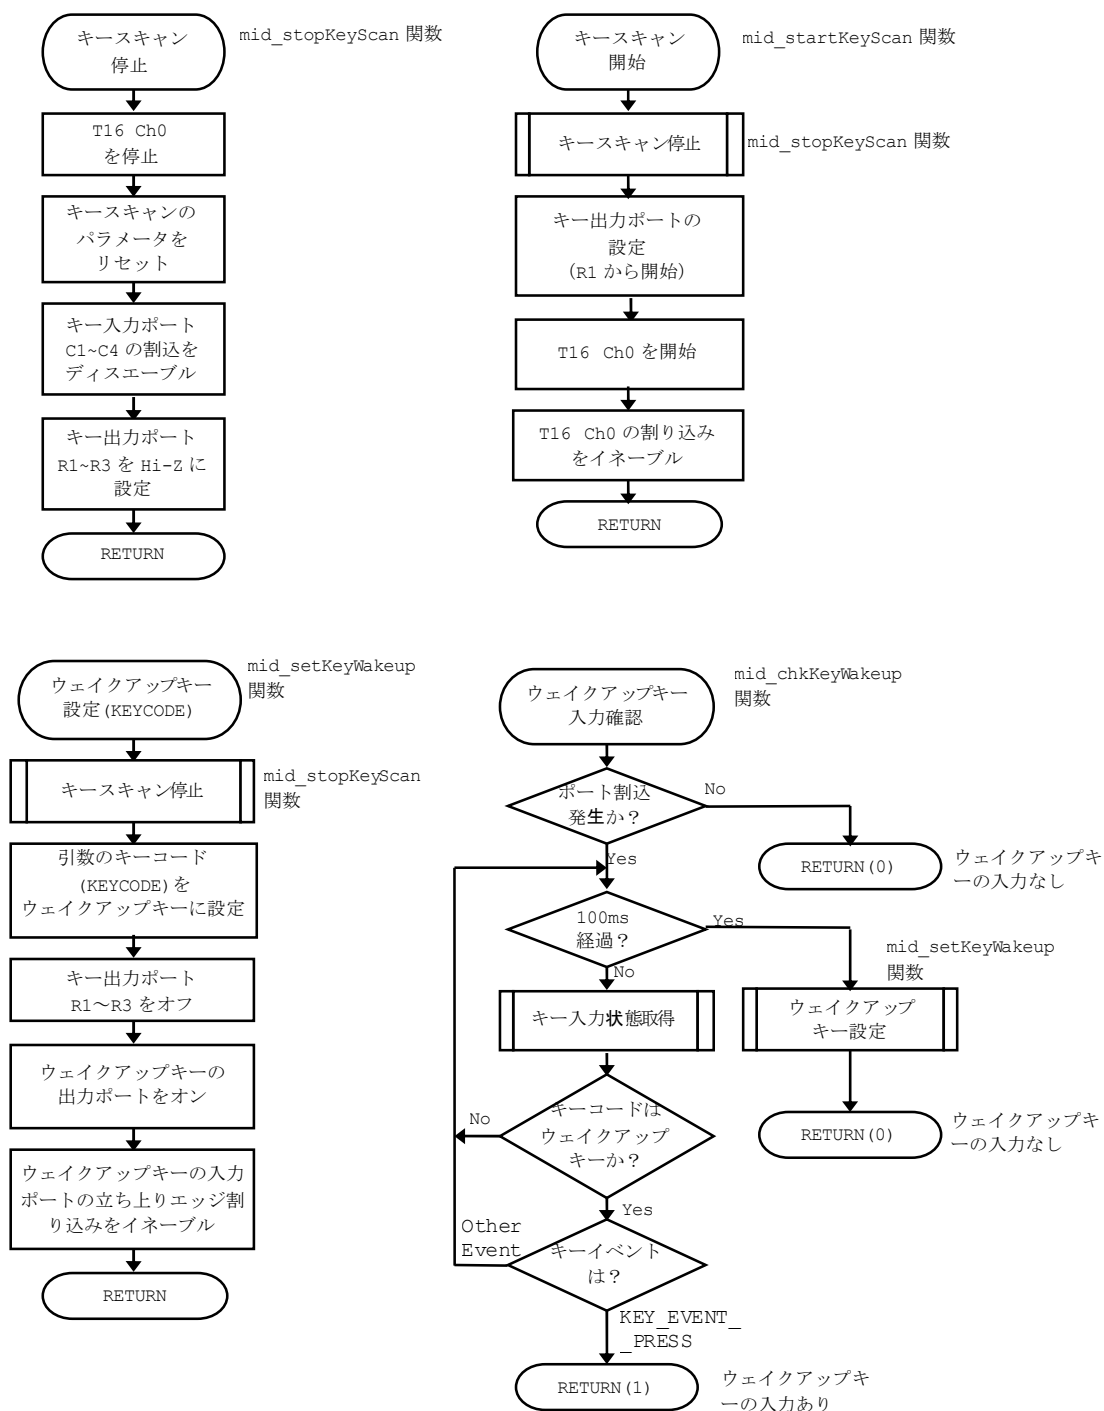 キースキャン
停止
mid_stopKeyScan 関数
T16 Ch0
を停止
キースキャンの
パラメータを
リセット
キー入力ポート
C1~C4 の割込を
ディスエーブル
キー出力ポート
R1~R3 を Hi-Z に
設定
RETURN
キースキャン
開始
mid_startKeyScan 関数
キースキャン停止
mid_stopKeyScan 関数
キー出力ポートの
設定
（R1 から開始）
T16 Ch0 を開始
T16 Ch0 の割り込み
をイネーブル
RETURN
ウェイクアップキー
設定(KEYCODE)
mid_setKeyWakeup
関数
キースキャン停止
mid_stopKeyScan
関数
引数のキーコード
(KEYCODE)を
ウェイクアップキーに設定
キー出力ポート
R1～R3 をオフ
ウェイクアップキーの
出力ポートをオン
ウェイクアップキーの入力
ポートの立ち上りエッジ割
り込みをイネーブル
RETURN
ウェイクアップキー
入力確認
mid_chkKeyWakeup
関数
ポート割込
発生か？
No
Yes
RETURN(0)
ウェイクアップキ
ーの入力なし
100ms
経過？
Yes
No
mid_setKeyWakeup
関数
キー入力状態取得
ウェイクアップ
キー設定
キーコードは
ウェイクアップ
キーか？
No
Yes
RETURN(0)
ウェイクアップキ
ーの入力なし
Other
Event
キーイベント
は？
KEY_EVENT_
_PRESS
RETURN(1)
ウェイクアップキ
ーの入力あり